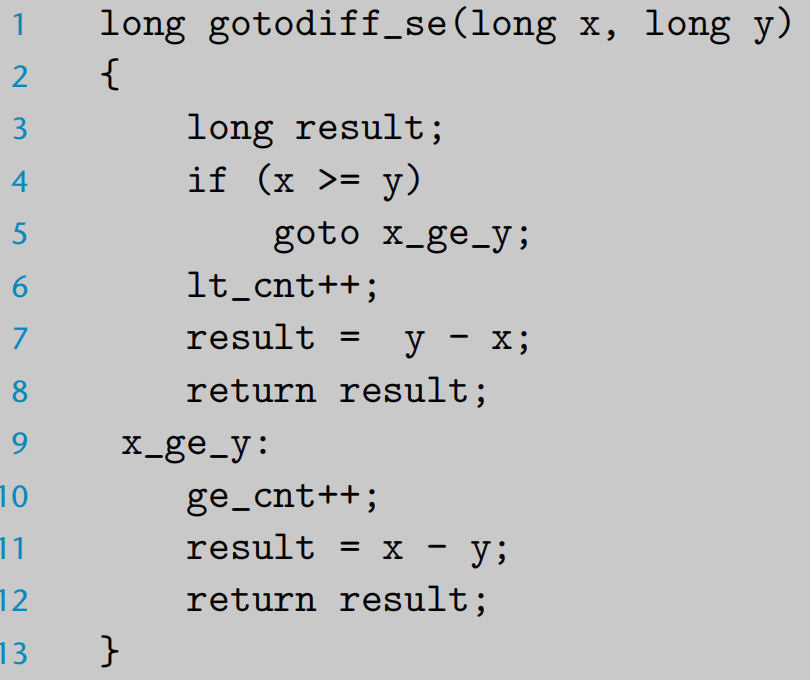 1 long gotodiff_se(long x, long y)
2 {
3 long result;
4 if (x >= y)
5 goto x_ge_y;
6 lt_cnt++;
7 result = y - x;
8 return result;
9 x_ge_y:
10 ge_cnt++;
11 result = x - y;
12 return result;
13 }